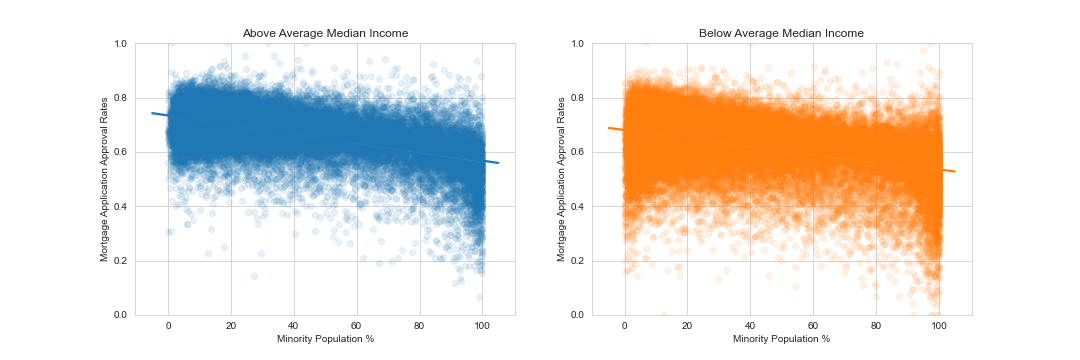 Above Average Median Income
1.0
0.8
0.6
0.4
0.2
0.0
Mortgage Application Approval Rates
0 20 40 60 80 100
Minority Population %
Below Average Median Income
1.0
0.8
0.6
0.4
0.2
0.0
Mortgage Application Approval Rates
0 20 40 60 80 100
Minority Population %